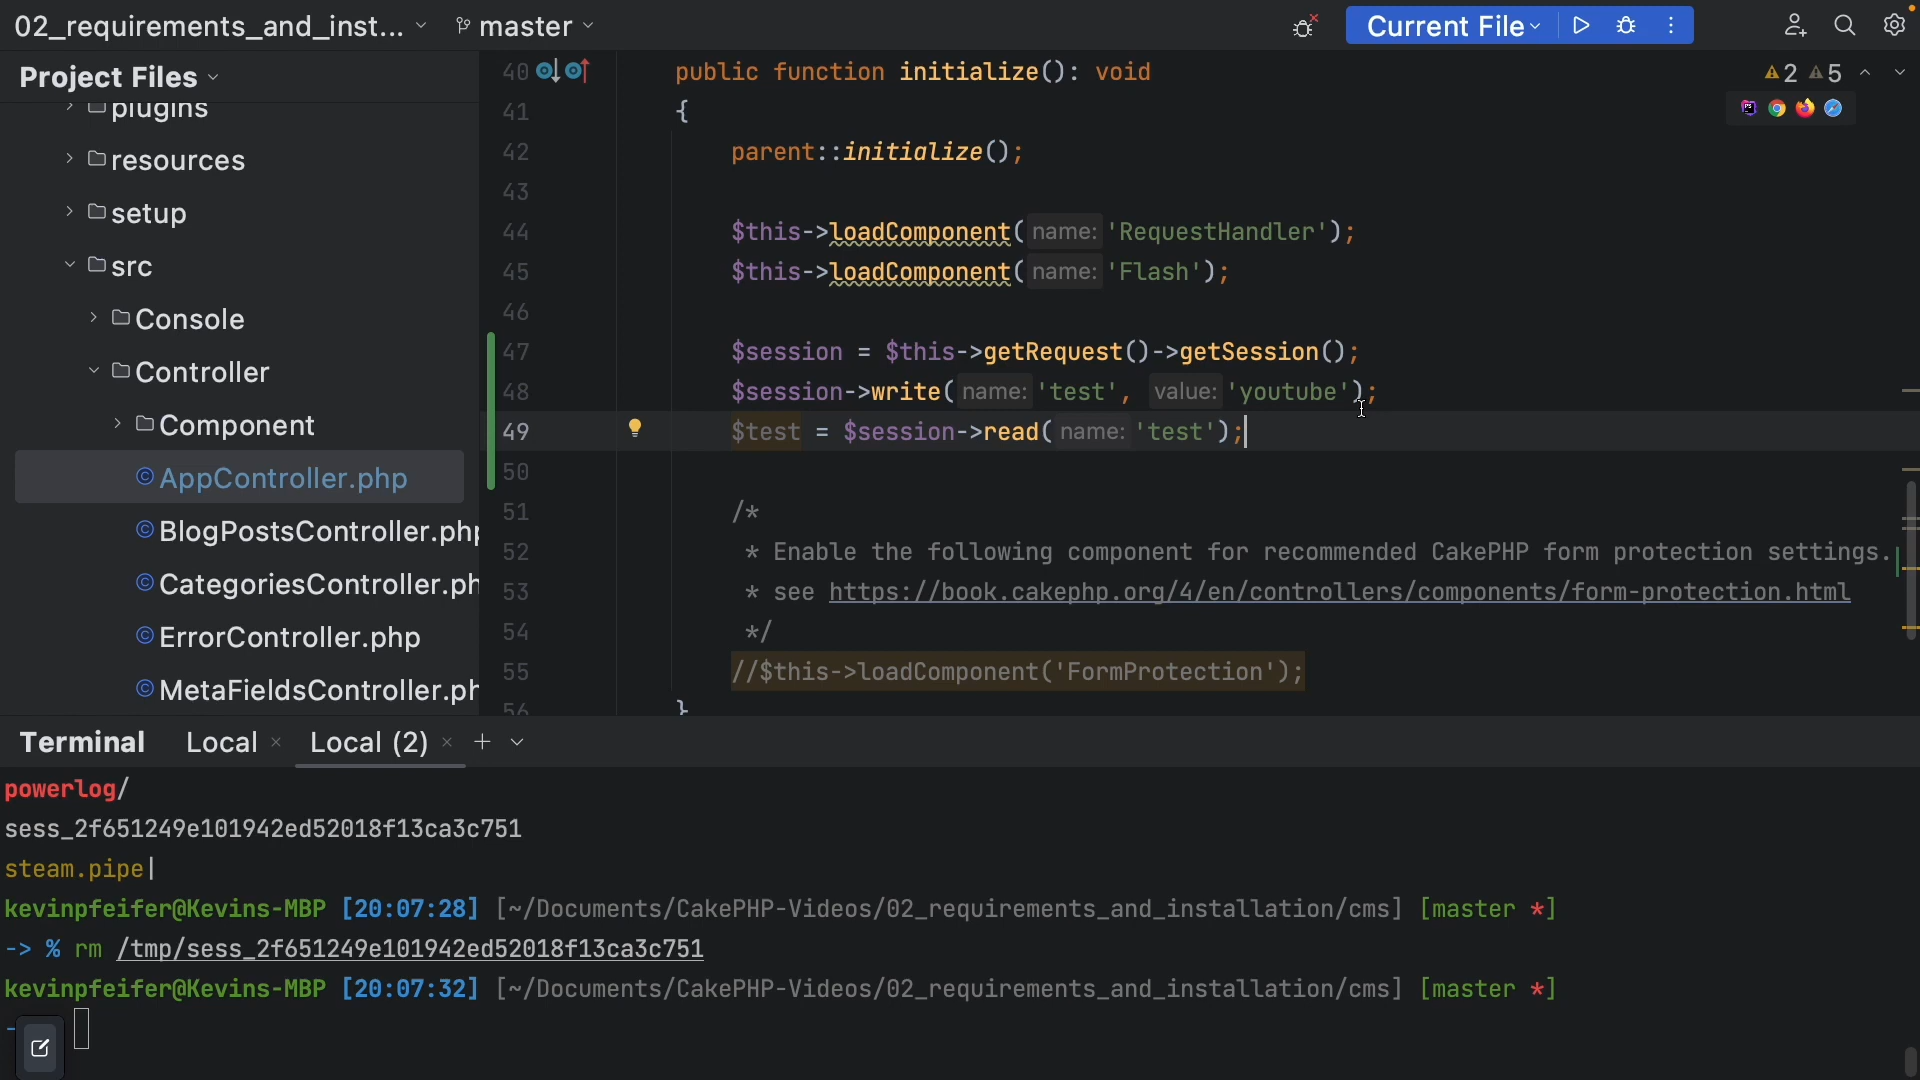 02_requirements_and_inst...
master
Current File
Project Files
plugins
resources
setup
src
Console
Controller
Component
AppController.php
BlogPostsController.php
CategoriesController.ph
ErrorController.php
MetaFieldsController.ph
2 5
40 public function initialize(): void
41 {
42 parent::initialize();
43
44 $this->loadComponent( name: 'RequestHandler');
45 $this->loadComponent( name: 'Flash');
46
47 $session = $this->getRequest()->getSession();
48 $session->write( name: 'test', value: 'youtube');
49 $test = $session->read( name: 'test');
50
51 /*
52 * Enable the following component for recommended CakePHP form protection settings.
53 * see https://book.cakephp.org/4/en/controllers/components/form-protection.html
54 */
55 //$this->loadComponent('FormProtection');
56 }
Terminal Local Local (2)
powerlog/
sess_2f651249e101942ed52018f13ca3c751
steam.pipe|
kevinpfeifer@Kevins-MBP [20:07:28] [~/Documents/CakePHP-Videos/02_requirements_and_installation/cms] [master *]
-> % rm /tmp/sess_2f651249e101942ed52018f13ca3c751
kevinpfeifer@Kevins-MBP [20:07:32] [~/Documents/CakePHP-Videos/02_requirements_and_installation/cms] [master *]